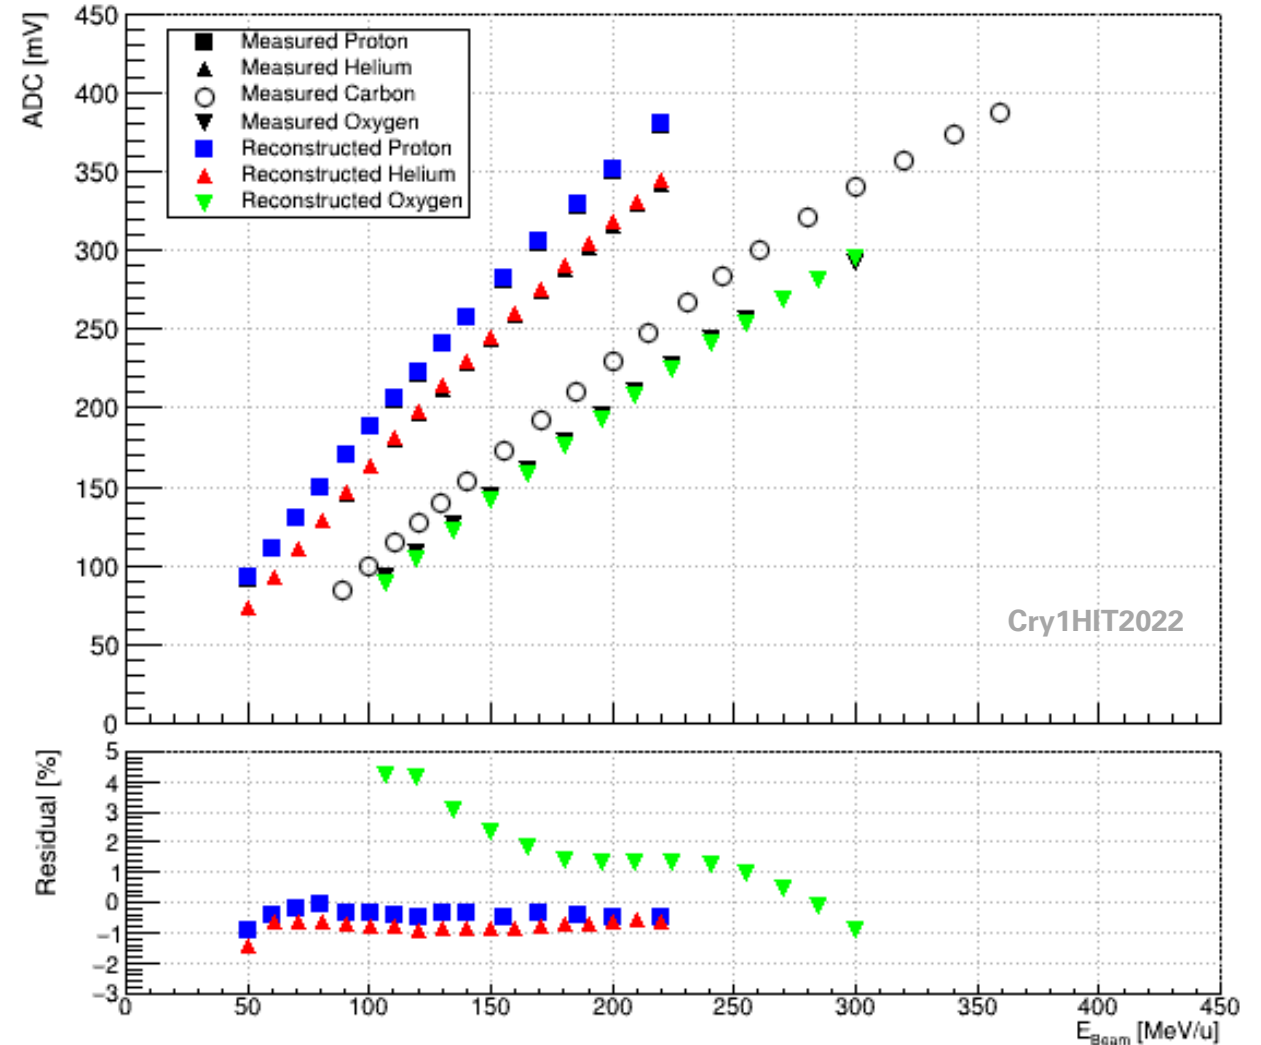 ADC [mV]
450
400
350
300
250
200
150
100
50
0
Measured Proton
Measured Helium
Measured Carbon
Measured Oxygen
Reconstructed Proton
Reconstructed Helium
Reconstructed Oxygen
Cry1HIT2022
Residual [%]
5
4
3
2
1
0
−1
−2
−3
0 50 100 150 200 250 300 350 400 450
E_Beam [MeV/u]